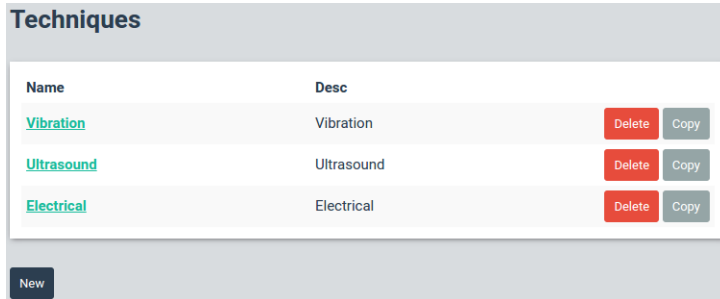 Techniques
Name Desc
Vibration Vibration Delete Copy
Ultrasound Ultrasound Delete Copy
Electrical Electrical Delete Copy
New